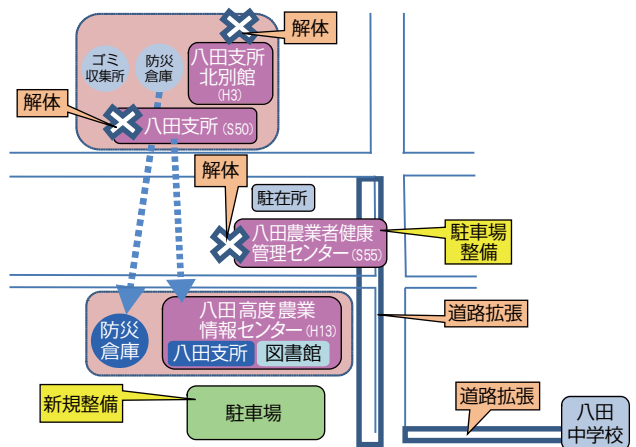 解体
ゴミ
収集所
防災
倉庫
八田支所
北別館
(H3)
解体
八田支所(S50)
解体
駐在所
八田農業者健康
管理センター(S55)
駐車場
整備
防災
倉庫
八田高度農業
情報センター(H13)
八田支所
図書館
道路拡張
新規整備
駐車場
道路拡張
八田
中学校